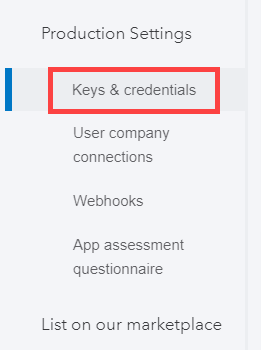 Production Settings
Keys & credentials
User company
connections
Webhooks
App assessment
questionnaire
List on our marketplace